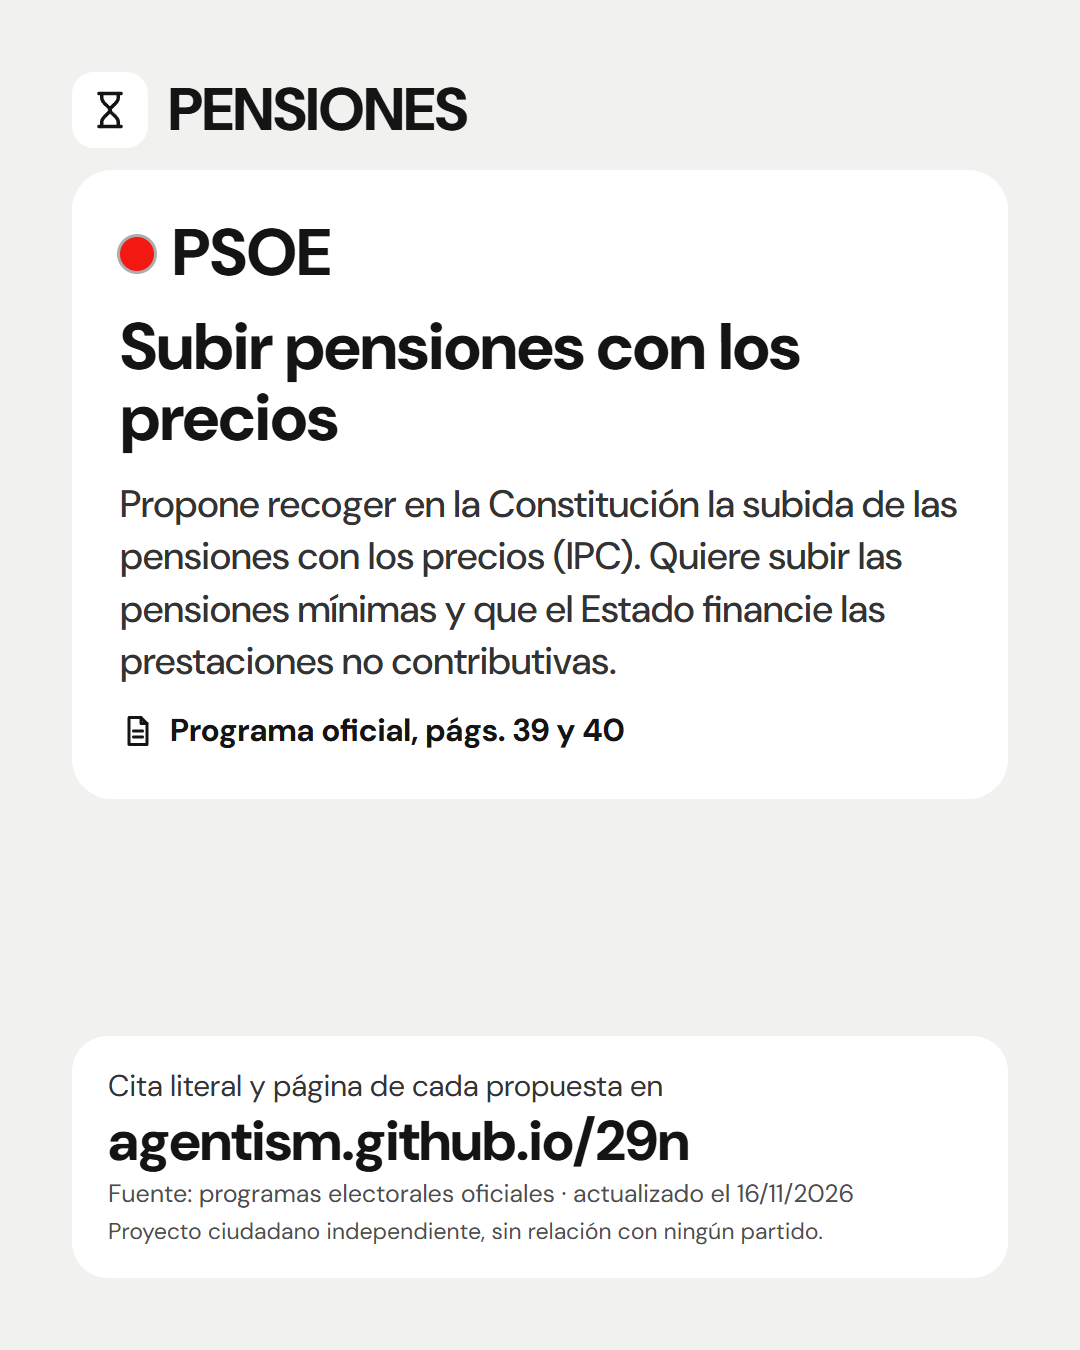 PENSIONES
PSOE
Subir pensiones con los
precios
Propone recoger en la Constitución la subida de las
pensiones con los precios (IPC). Quiere subir las
pensiones mínimas y que el Estado financie las
prestaciones no contributivas.
Programa oficial, págs. 39 y 40
Cita literal y página de cada propuesta en
agentism.github.io/29n
Fuente: programas electorales oficiales · actualizado el 16/11/2026
Proyecto ciudadano independiente, sin relación con ningún partido.